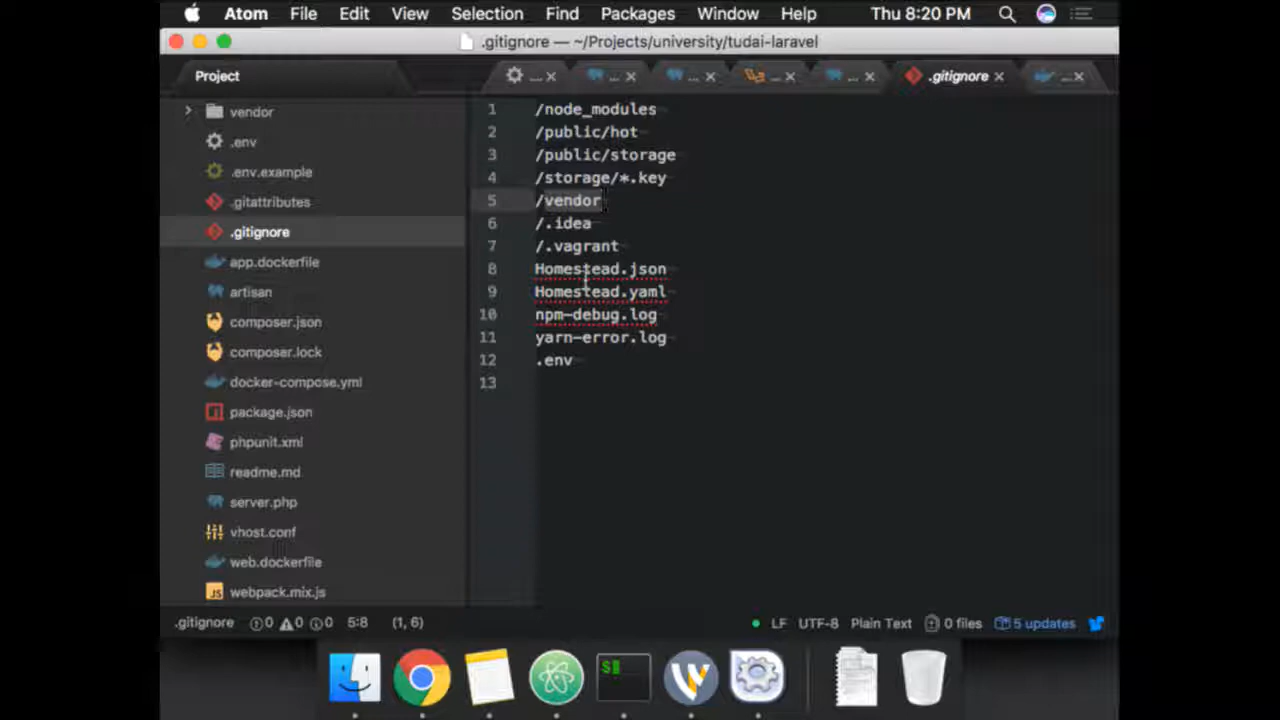 Atom File Edit View Selection Find Packages Window Help Thu 8:20 PM
.gitignore — ~/Projects/university/tudai-laravel
Project
... ... ... ... ... .gitignore ...
vendor
.env
.env.example
.gitattributes
.gitignore
app.dockerfile
artisan
composer.json
composer.lock
docker-compose.yml
package.json
phpunit.xml
readme.md
server.php
vhost.conf
web.dockerfile
webpack.mix.js
1 /node_modules
2 /public/hot
3 /public/storage
4 /storage/*.key
5 /vendor
6 /.idea
7 /.vagrant
8 Homestead.json
9 Homestead.yaml
10 npm-debug.log
11 yarn-error.log
12 .env
13
.gitignore 0 0 0 5:8 (1, 6) LF UTF-8 Plain Text 0 files 5 updates
$